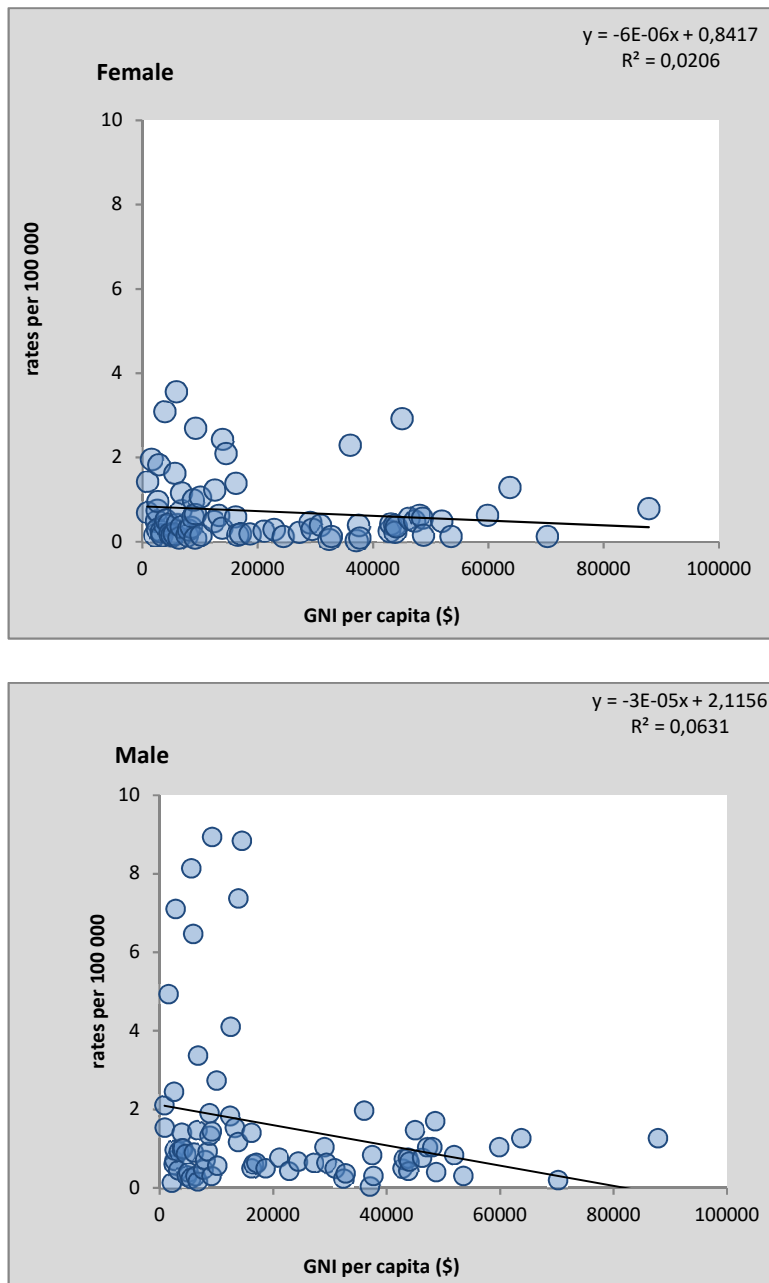 y = -6E-06x + 0,8417
R² = 0,0206
Female
10
8
6
4
2
0
rates per 100 000
0 20000 40000 60000 80000 100000
GNI per capita ($)
y = -3E-05x + 2,1156
R² = 0,0631
Male
10
8
6
4
2
0
rates per 100 000
0 20000 40000 60000 80000 100000
GNI per capita ($)